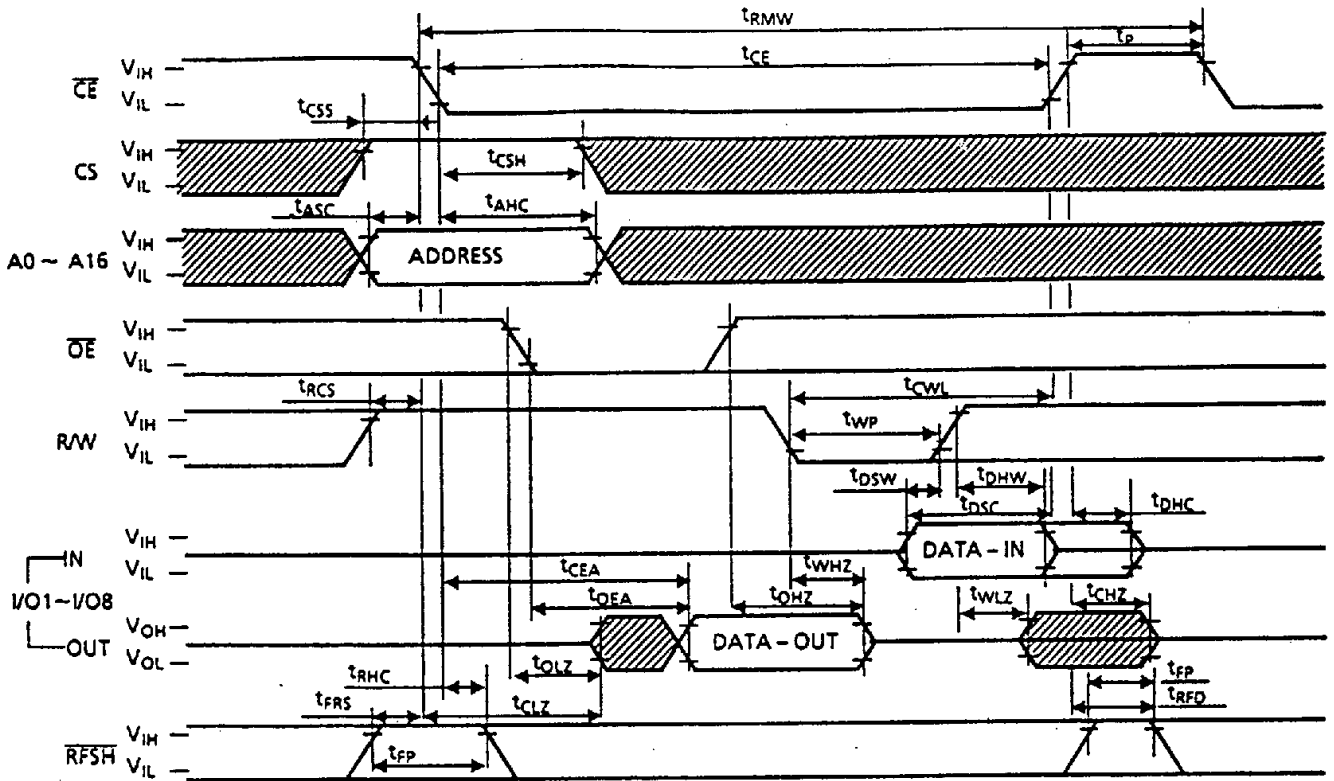 tRMW
tP
CE VIH
VIL
tCE
tCSS
CS VIH
VIL
tCSH
tASC
tAHC
A0 ~ A16 VIH
VIL
ADDRESS
OE VIH
VIL
tRCS
tCWL
R/W VIH
VIL
tWP
tDSW
tDHW
tDSC
tDHC
IN VIH
VIL
DATA - IN
I/O1~I/O8
tCEA
tWHZ
tOEA
tOHZ
tWLZ
tCHZ
OUT VOH
VOL
DATA - OUT
tRHC
tOLZ
tFP
tFRS
tCLZ
tRFD
RFSH VIH
VIL
tFP